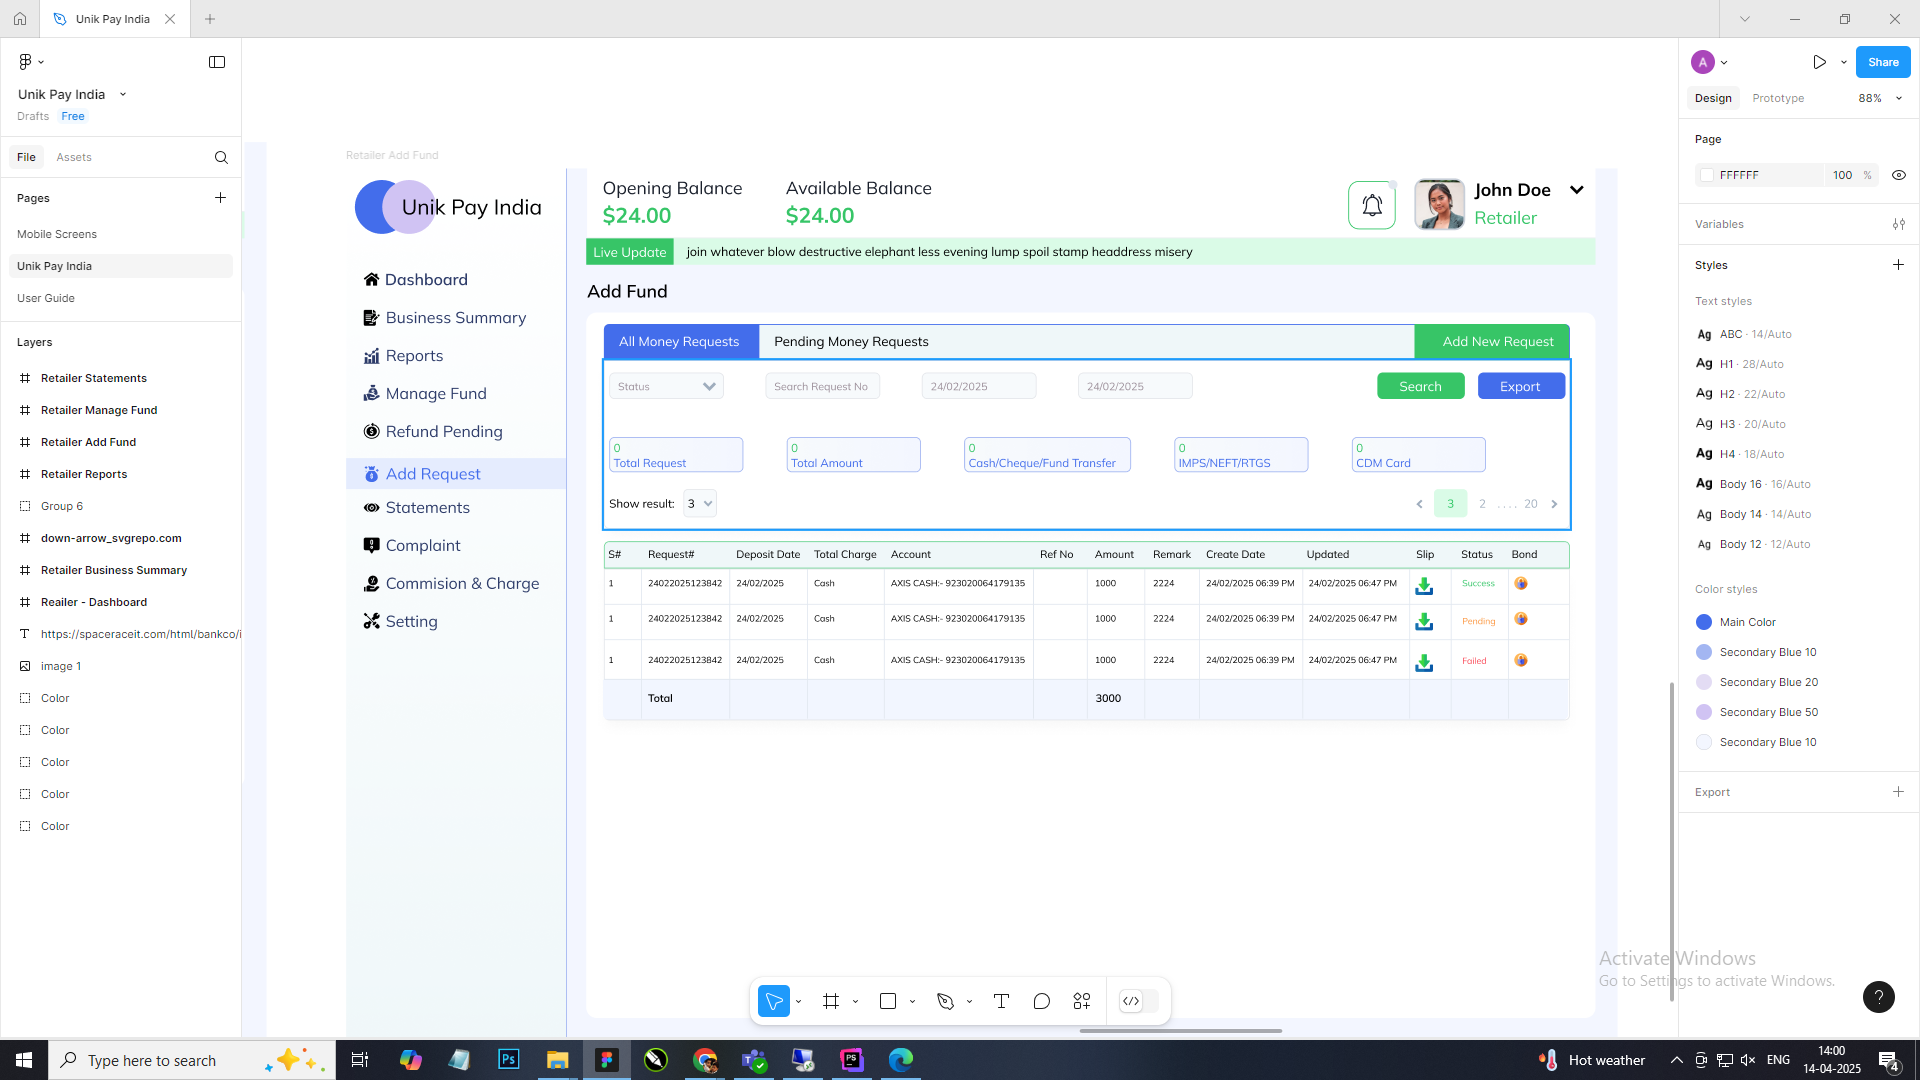 Unik Pay India
Unik Pay India
Drafts
Free
File
Assets
Pages
Mobile Screens
Unik Pay India
User Guide
Layers
Retailer Statements
Retailer Manage Fund
Retailer Add Fund
Retailer Reports
Group 6
down-arrow_svgrepo.com
Retailer Business Summary
Reailer - Dashboard
https://spaceraceit.com/html/bankco/i
image 1
Color
Color
Color
Color
Color
Retailer Add Fund
Unik Pay India
Dashboard
Business Summary
Reports
Manage Fund
Refund Pending
Add Request
Statements
Complaint
Commision & Charge
Setting
Opening Balance
$24.00
Available Balance
$24.00
John Doe
Retailer
Live Update
join whatever blow destructive elephant less evening lump spoil stamp headdress misery
Add Fund
All Money Requests
Pending Money Requests
Add New Request
Status
Search Request No
24/02/2025
24/02/2025
Search
Export
0
Total Request
0
Total Amount
0
Cash/Cheque/Fund Transfer
0
IMPS/NEFT/RTGS
0
CDM Card
Show result: 3
3 2 .... 20
S# Request# Deposit Date Total Charge Account Ref No Amount Remark Create Date Updated Slip Status Bond
1 24022025123842 24/02/2025 Cash AXIS CASH:- 923020064179135 1000 2224 24/02/2025 06:39 PM 24/02/2025 06:47 PM Success
1 24022025123842 24/02/2025 Cash AXIS CASH:- 923020064179135 1000 2224 24/02/2025 06:39 PM 24/02/2025 06:47 PM Pending
1 24022025123842 24/02/2025 Cash AXIS CASH:- 923020064179135 1000 2224 24/02/2025 06:39 PM 24/02/2025 06:47 PM Failed
Total 3000
A
Share
Design
Prototype
88%
Page
FFFFFF 100 %
Variables
Styles
Text styles
Ag ABC · 14/Auto
Ag H1 · 28/Auto
Ag H2 · 22/Auto
Ag H3 · 20/Auto
Ag H4 · 18/Auto
Ag Body 16 · 16/Auto
Ag Body 14 · 14/Auto
Ag Body 12 · 12/Auto
Color styles
Main Color
Secondary Blue 10
Secondary Blue 20
Secondary Blue 50
Secondary Blue 10
Export
Activate Windows
Go to Settings to activate Windows.
?
Type here to search
Ps
PS
Hot weather
ENG
14:00
14-04-2025
4